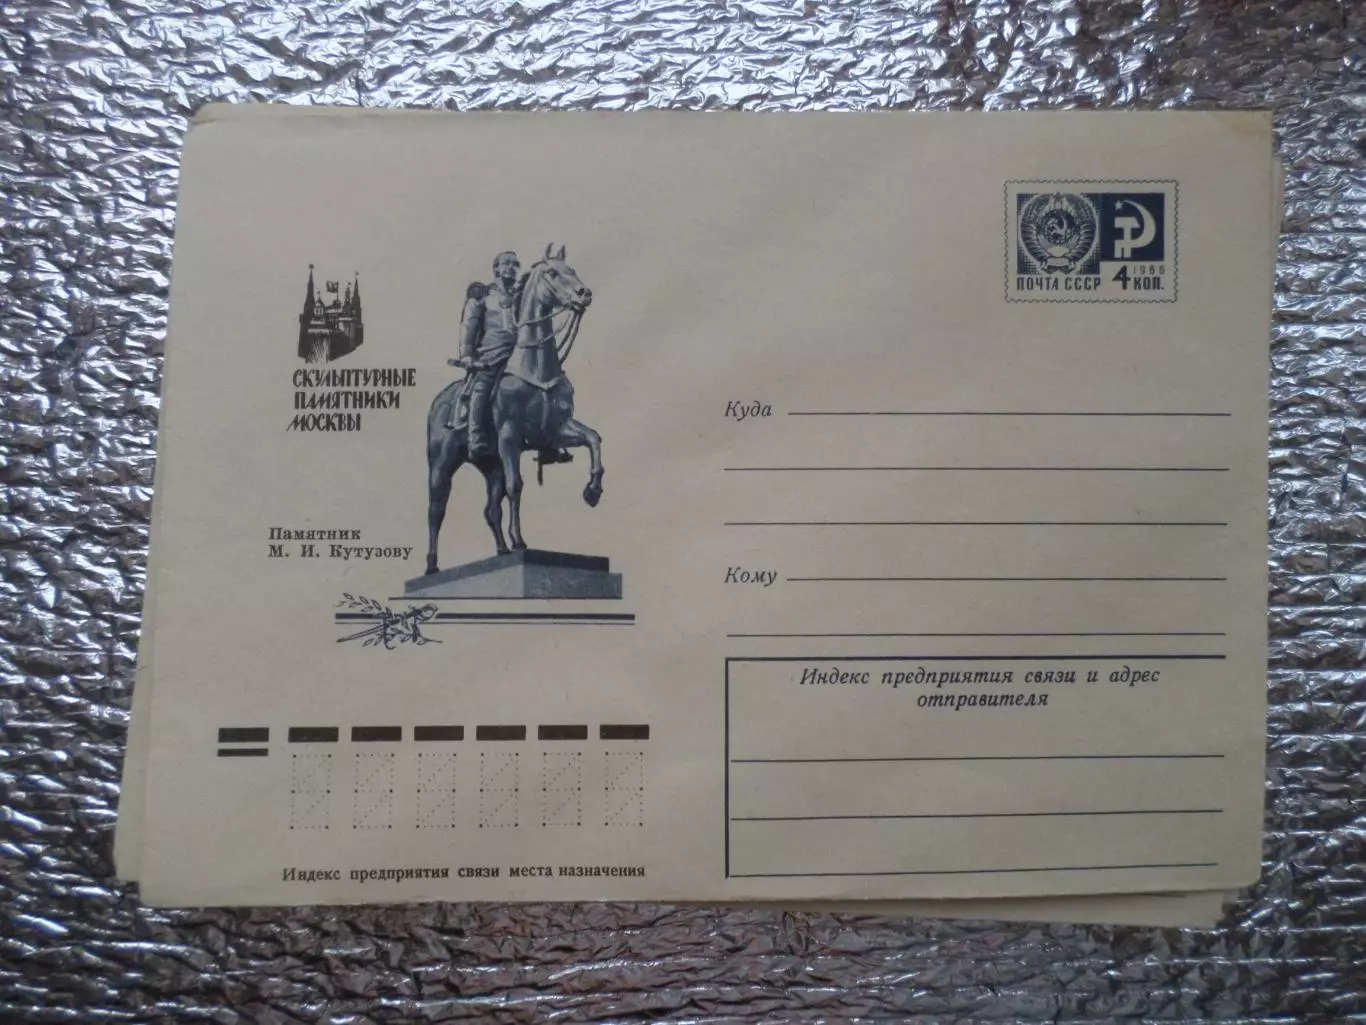 1966
ПОЧТА СССР 4 КОП.
СКУЛЬПТУРНЫЕ
ПАМЯТНИКИ
МОСКВЫ
Памятник
М. И. Кутузову
Куда
Кому
Индекс предприятия связи и адрес
отправителя
Индекс предприятия связи места назначения